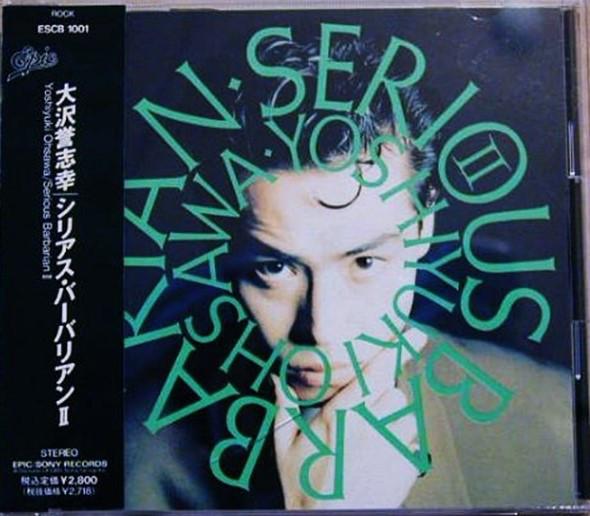 ROCK
ESCB 1001
Epic
大沢誉志幸/シリアス・バーバリアンⅡ
Yoshiyuki Ohsawa/Serious Barbarian Ⅱ
STEREO
EPIC/SONY RECORDS
税込定価¥2,800
(税抜価格¥2,718)
SERIOUS BARBARIAN・
Ⅱ
YOSHIYUKI OHSAWA・